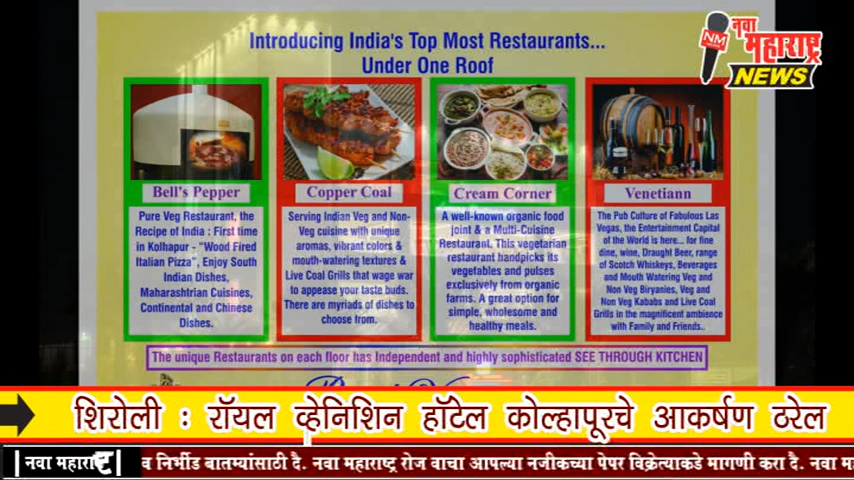 Introducing India's Top Most Restaurants...
Under One Roof
NM
नवा
महाराष्ट्र
NEWS
Bell's Pepper
Pure Veg Restaurant, the
Recipe of India : First time
in Kolhapur - "Wood Fired
Italian Pizza", Enjoy South
Indian Dishes,
Maharashtrian Cuisines,
Continental and Chinese
Dishes.
Copper Coal
Serving Indian Veg and Non-
Veg cuisine with unique
aromas, vibrant colors &
mouth-watering textures &
Live Coal Grills that wage war
to appease your taste buds.
There are myriads of dishes to
choose from.
Cream Corner
A well-known organic food
joint & a Multi-Cuisine
Restaurant. This vegetarian
restaurant handpicks its
vegetables and pulses
exclusively from organic
farms. A great option for
simple, wholesome and
healthy meals.
Venetiann
The Pub Culture of Fabulous Las
Vegas, the Entertainment Capital
of the World is here... for fine
dine, wine, Draught Beer, range
of Scotch Whiskeys, Beverages
and Mouth Watering Veg and
Non Veg Biryanies, Veg and
Non Veg Kababs and Live Coal
Grills in the magnificent ambience
with Family and Friends..
The unique Restaurants on each floor has Independent and highly sophisticated SEE THROUGH KITCHEN
शिरोली : रॉयल व्हेनिशिन हॉटेल कोल्हापूरचे आकर्षण ठरेल
नवा महाराष्ट्र व निर्भीड बातम्यांसाठी दै. नवा महाराष्ट्र रोज वाचा आपल्या नजीकच्या पेपर विक्रेत्याकडे मागणी करा दै. नवा म